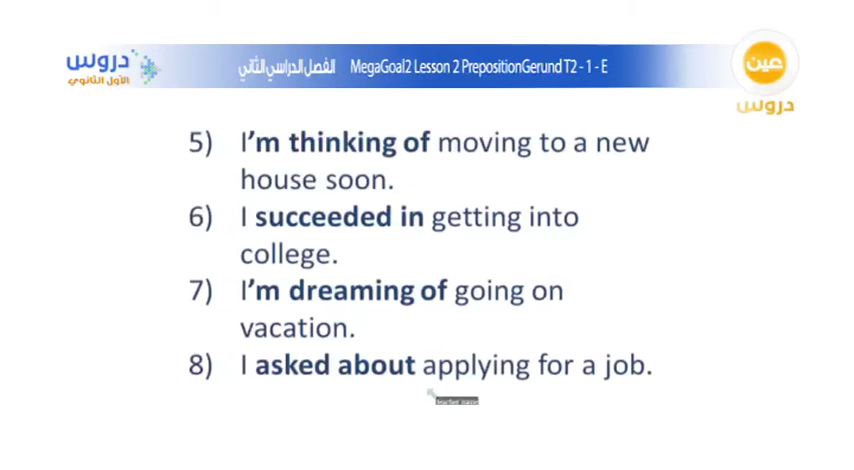 دروس
الأول الثانوي
الفصل الدراسي الثاني MegaGoal2 Lesson 2 PrepositionGerund T2 - 1 - E
عين
دروس
5) I'm thinking of moving to a new
house soon.
6) I succeeded in getting into
college.
7) I'm dreaming of going on
vacation.
8) I asked about applying for a job.
teacher_name